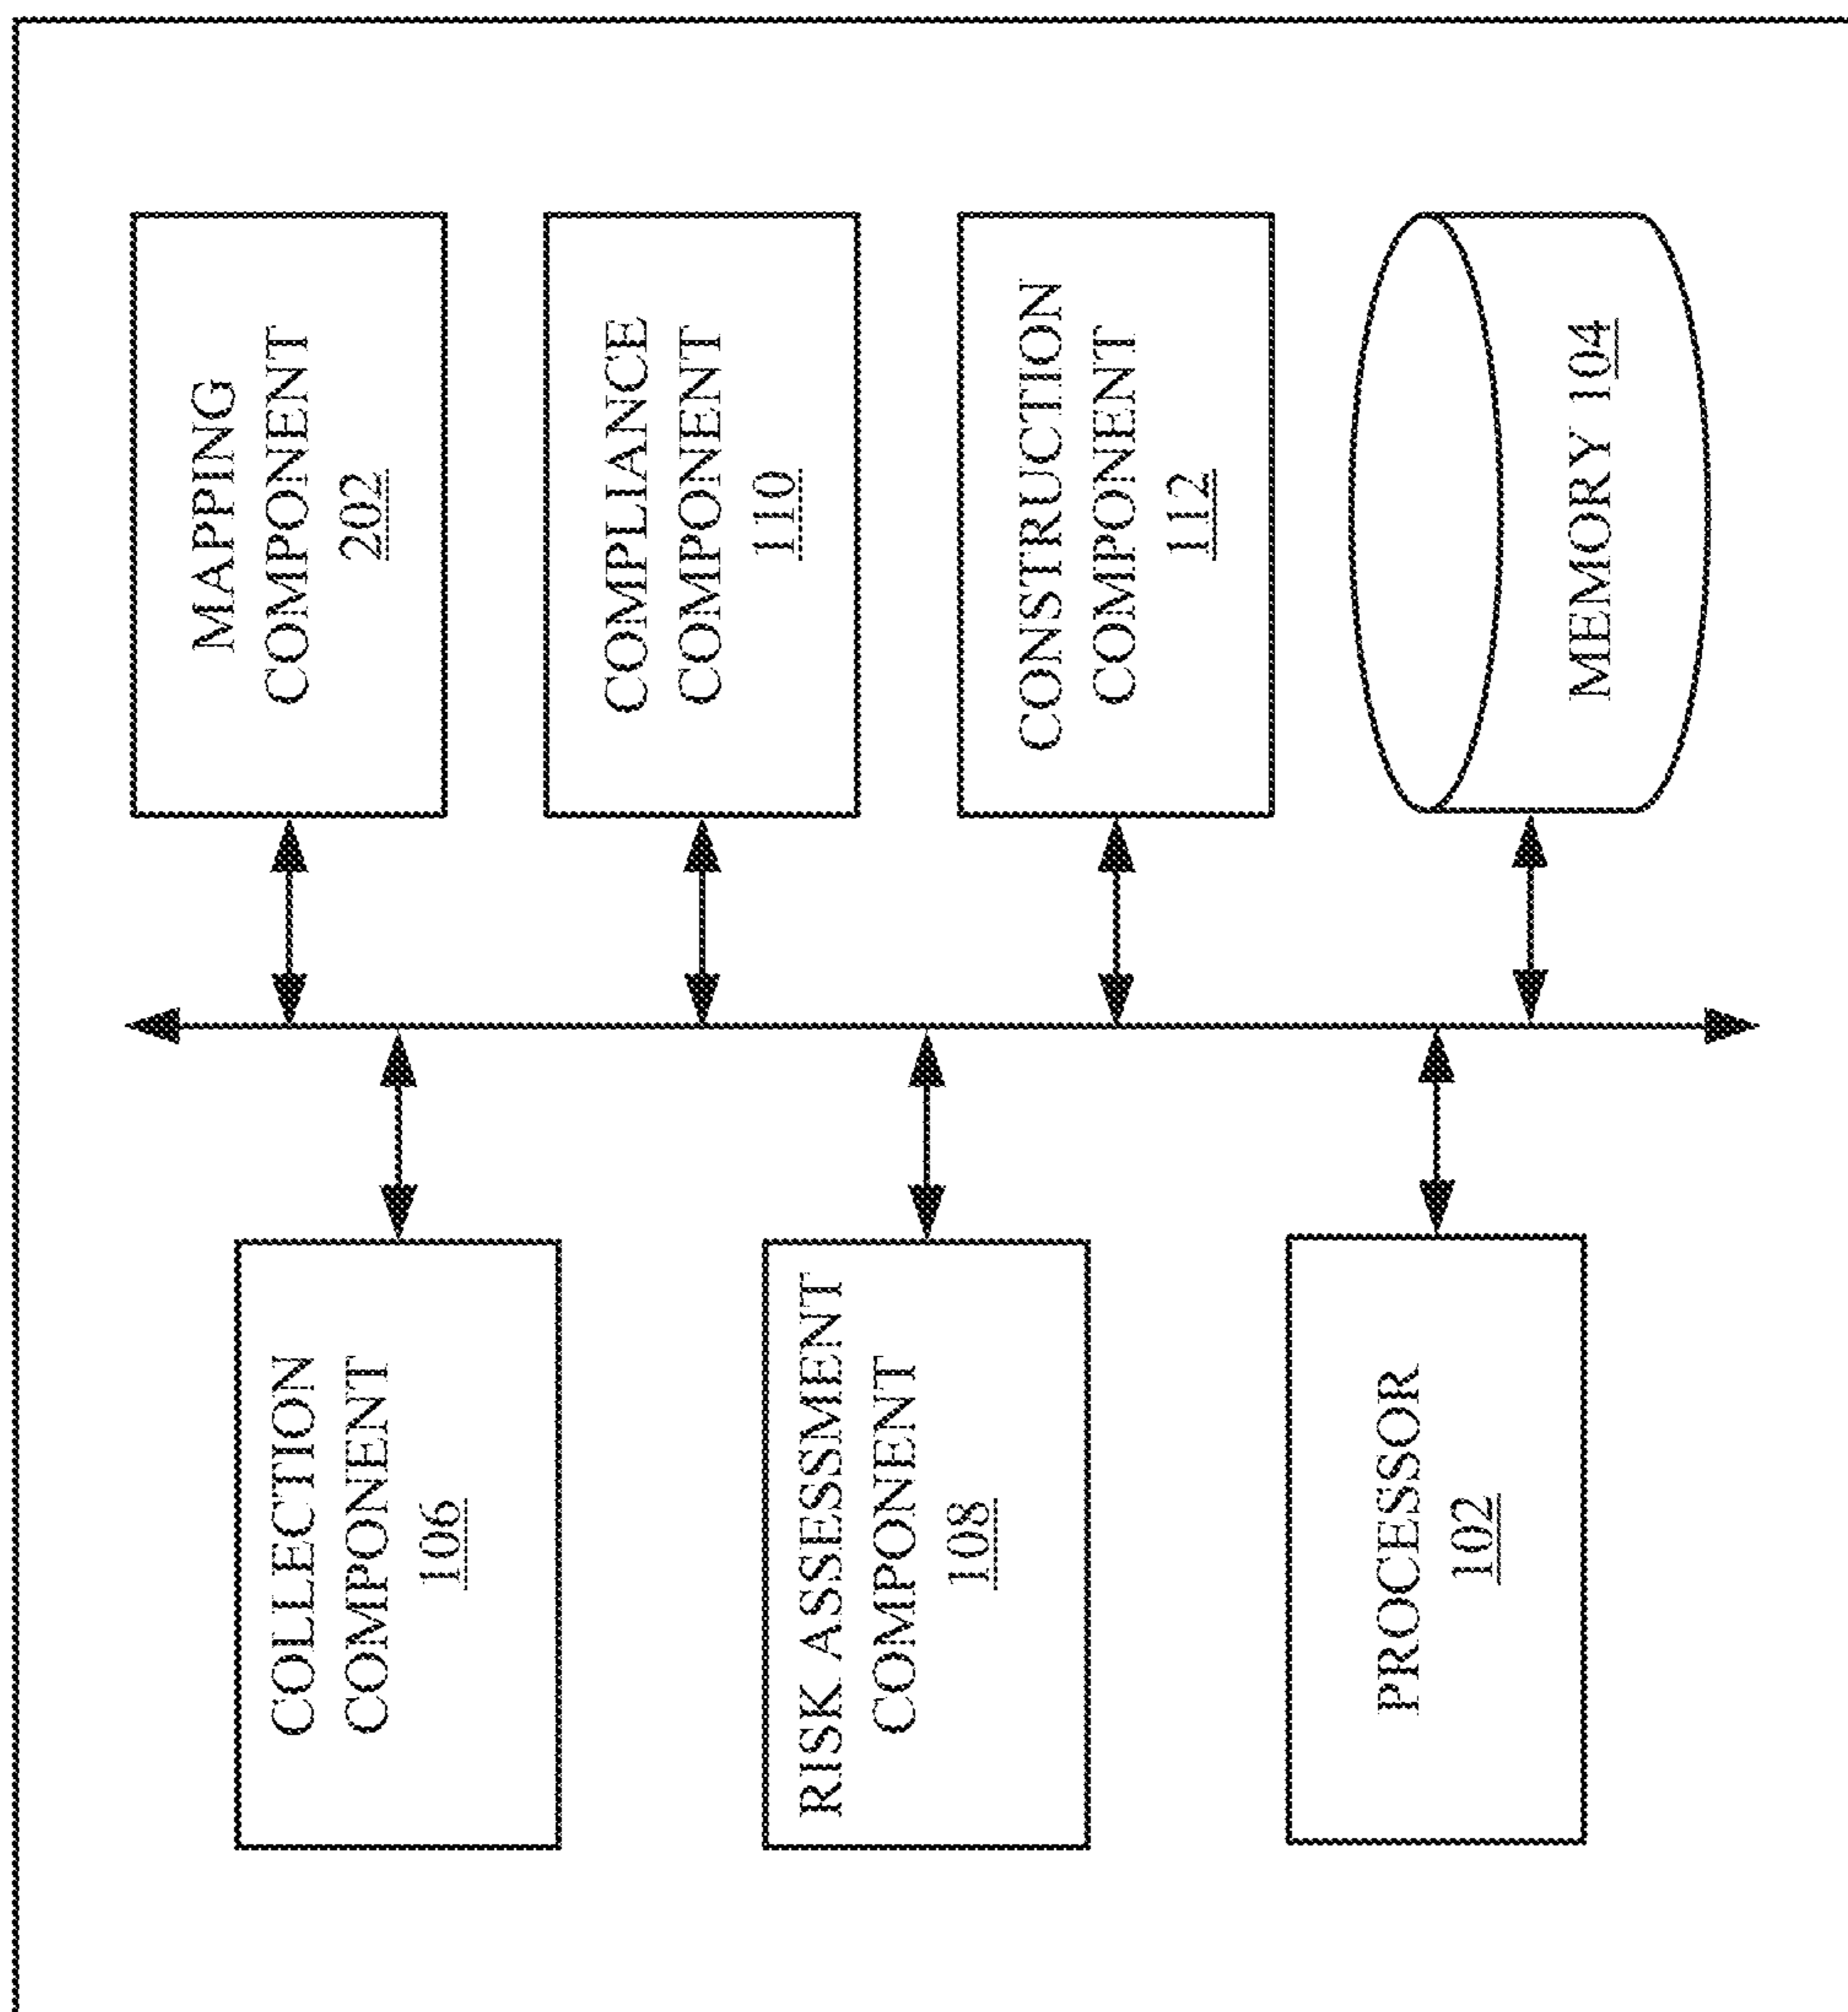 COLLECTION
COMPONENT
106
MAPPING
COMPONENT
202
RISK ASSESSMENT
COMPONENT
108
COMPLIANCE
COMPONENT
110
CONSTRUCTION
COMPONENT
112
PROCESSOR
102
MEMORY 104